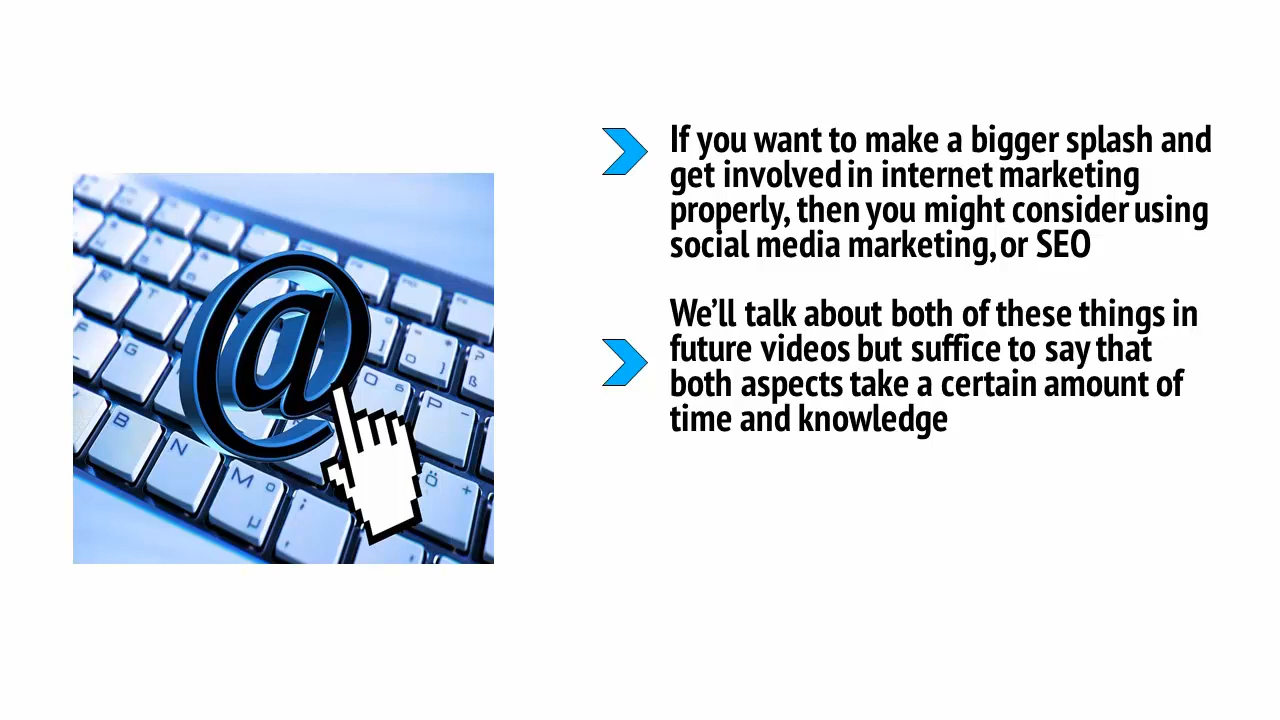 If you want to make a bigger splash and
get involved in internet marketing
properly, then you might consider using
social media marketing, or SEO
We’ll talk about both of these things in
future videos but suffice to say that
both aspects take a certain amount of
time and knowledge
@
R
T
F
G
B
N
M
µ
O
P
Ö
ß